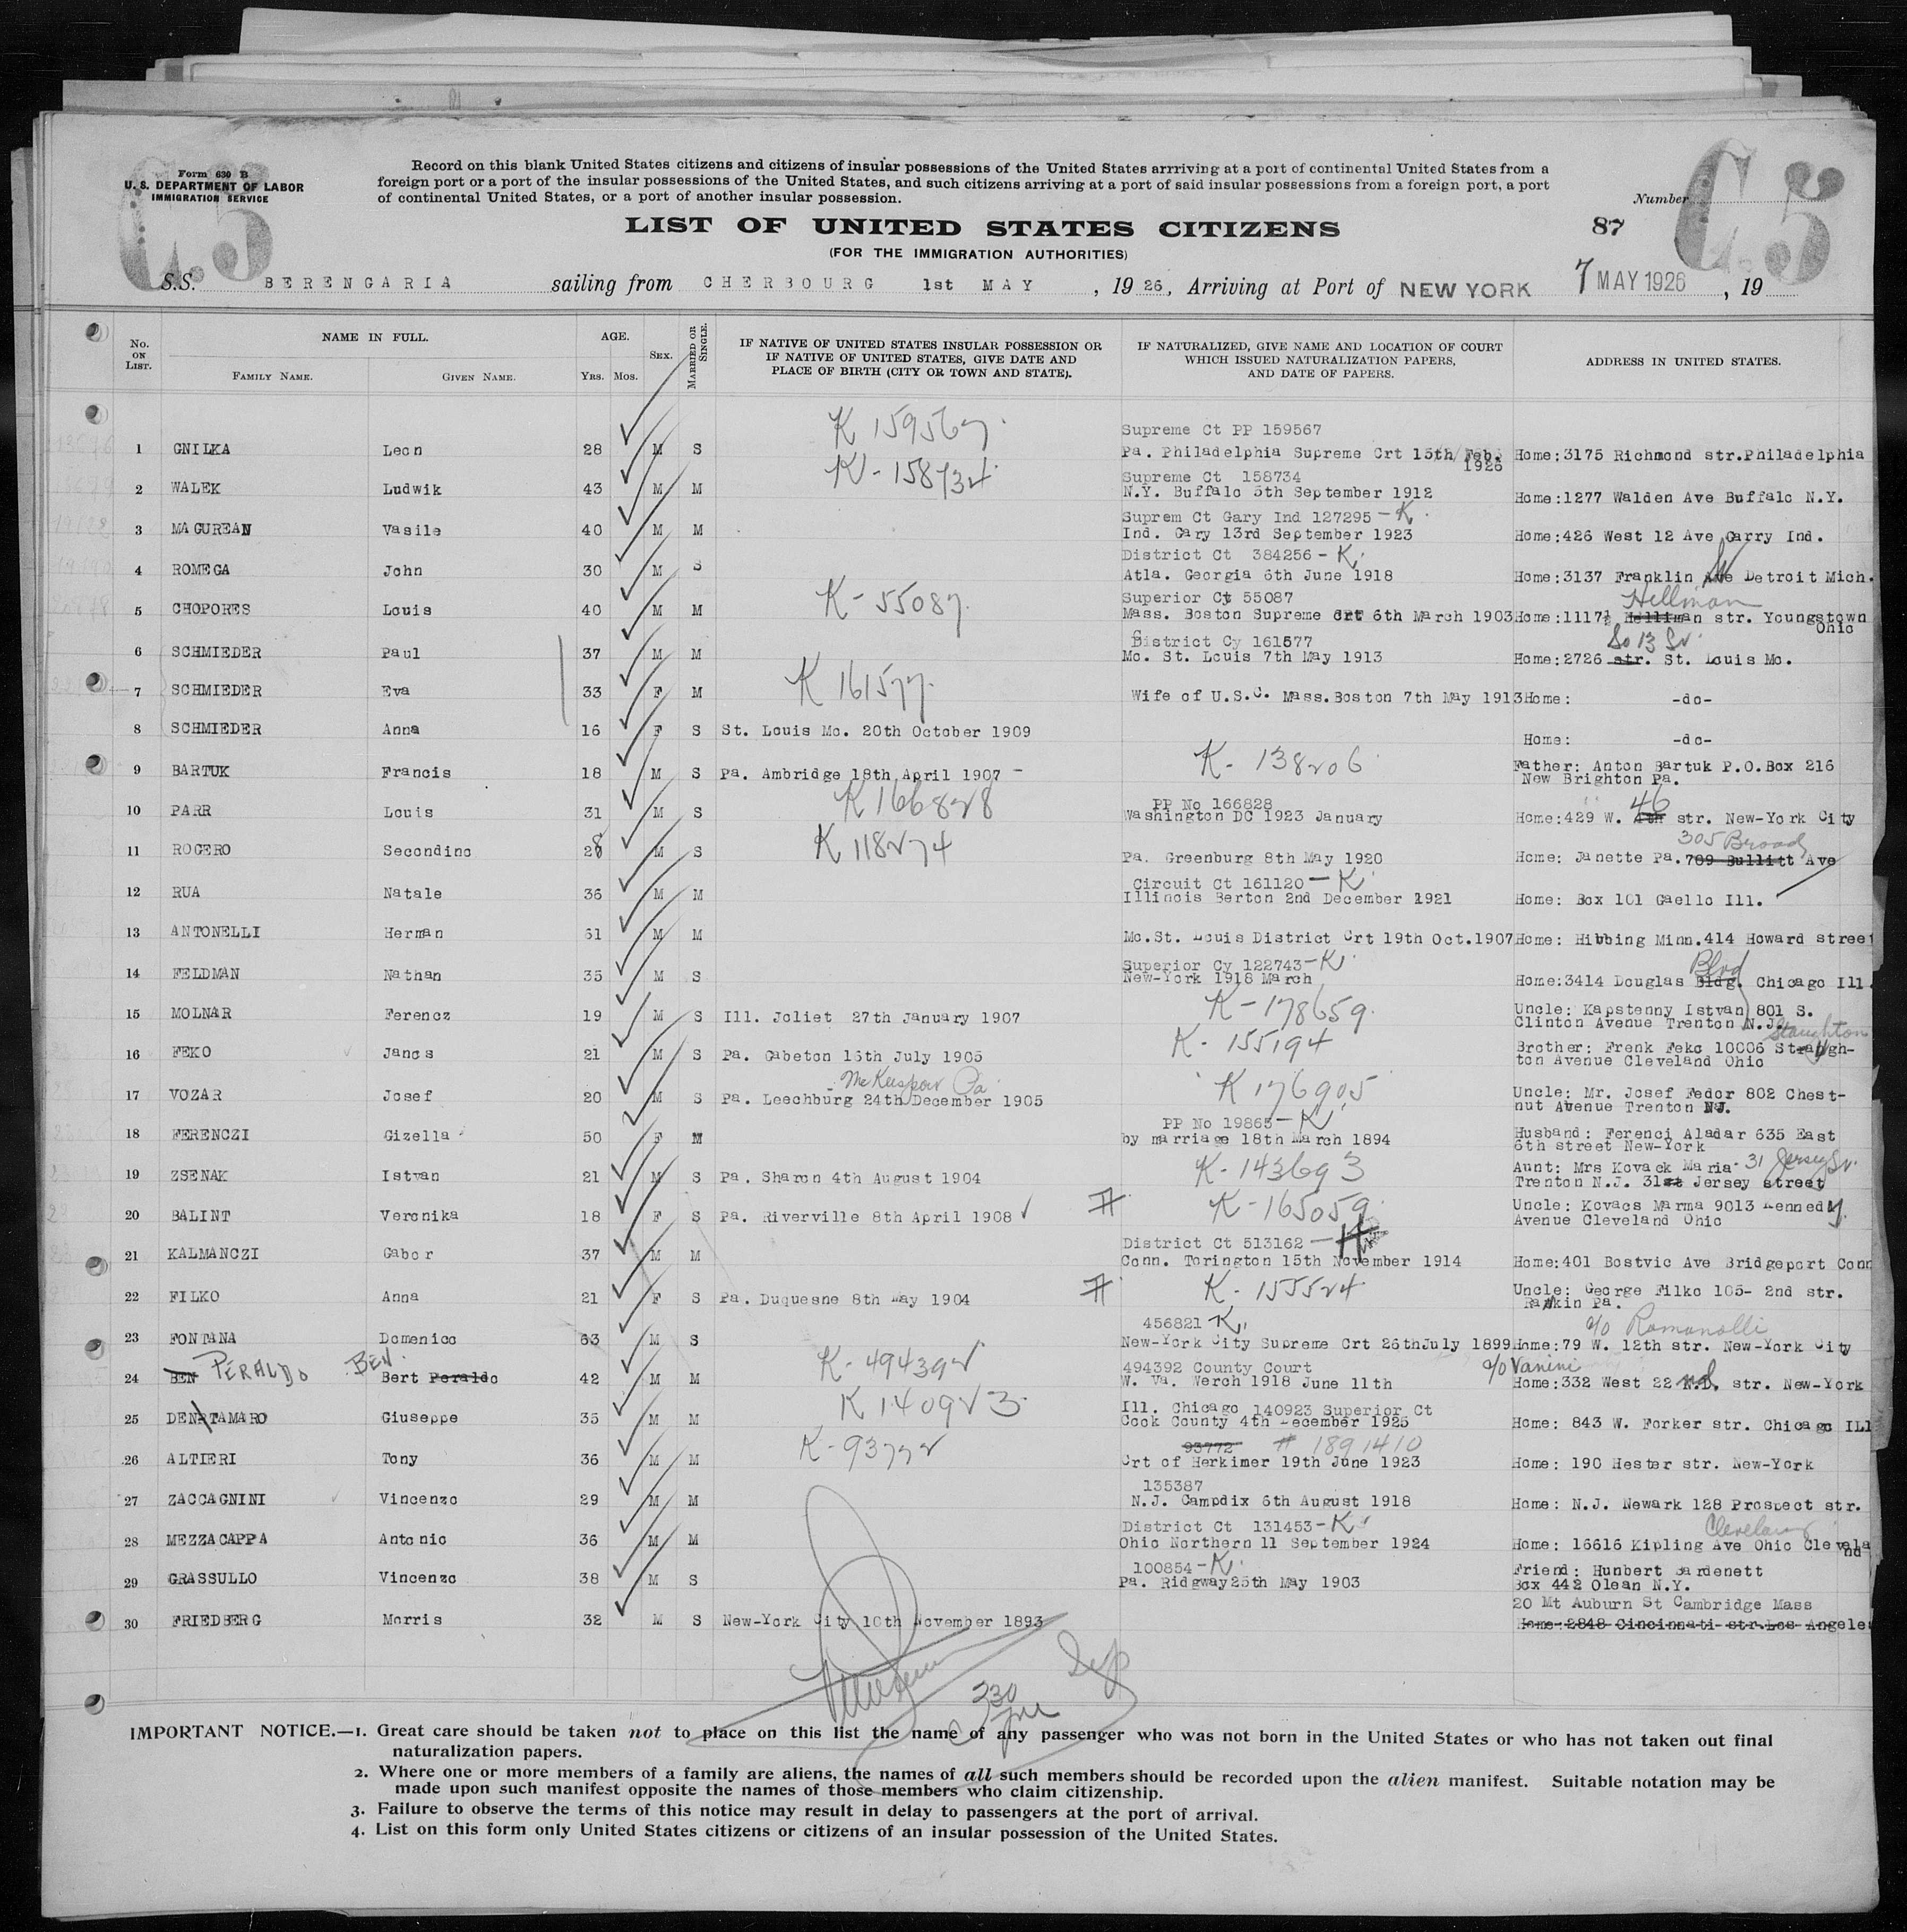 Form 630 B
U. S. DEPARTMENT OF LABOR
IMMIGRATION SERVICE
C.5
Record on this blank United States citizens and citizens of insular possessions of the United States arrriving at a port of continental United States from a
foreign port or a port of the insular possessions of the United States, and such citizens arriving at a port of said insular possessions from a foreign port, a port
of continental United States, or a port of another insular possession.
Number
C.5
LIST OF UNITED STATES CITIZENS
87
(FOR THE IMMIGRATION AUTHORITIES)
S.S. BERENGARIA sailing from CHERBOURG 1st MAY, 1926, Arriving at Port of NEW YORK 7 MAY 1926, 19
No. ON LIST.
NAME IN FULL.
FAMILY NAME. GIVEN NAME.
AGE.
YRS. MOS.
SEX.
MARRIED OR SINGLE.
IF NATIVE OF UNITED STATES INSULAR POSSESSION OR
IF NATIVE OF UNITED STATES, GIVE DATE AND
PLACE OF BIRTH (CITY OR TOWN AND STATE).
IF NATURALIZED, GIVE NAME AND LOCATION OF COURT
WHICH ISSUED NATURALIZATION PAPERS,
AND DATE OF PAPERS.
ADDRESS IN UNITED STATES.
K 159567
Supreme Ct PP 159567
1 GNILKA Leon 28 M S Pa. Philadelphia Supreme Crt 15th Feb. 1926 Home:3175 Richmond str.Philadelphia
K-158734
Supreme Ct 158734
2 WALEK Ludwik 43 M M N.Y. Buffalo 5th September 1912 Home:1277 Walden Ave Buffalo N.Y.
Suprem Ct Gary Ind 127295 - K
3 MAGUREAN Vasile 40 M M Ind. Gary 13rd September 1923 Home:426 West 12 Ave Garry Ind.
District Ct 384256 - K
4 ROMEGA John 30 M S Atla. Georgia 6th June 1918 Home:3137 Franklin Ave Detroit Mich.
K-55087
Superior Ct 55087
Hellman
5 CHOPORES Louis 40 M M Mass. Boston Supreme Crt 6th March 1903 Home:1117½ Helliman str. Youngstown Ohio
District Cy 161577
So 13 St
6 SCHMIEDER Paul 37 M M Mo. St. Louis 7th May 1913 Home:2726 str. St. Louis Mo.
K 161577
7 SCHMIEDER Eva 33 F M Wife of U.S.C. Mass.Boston 7th May 1913 Home: -do-
8 SCHMIEDER Anna 16 F S St. Louis Mo. 20th October 1909 Home: -do-
K-138206
9 BARTUK Francis 18 M S Pa. Ambridge 18th April 1907 - Father: Anton Bartuk P.O.Box 216
New Brighton Pa.
K 166828
PP No 166828
46
10 PARR Louis 31 M S Washington DC 1923 January Home:429 W. 4th str. New-York City
K 118274
305 Broad
11 ROGERO Secondino 28 M S Pa. Greenburg 8th May 1920 Home: Janette Pa. 789 Bullitt Ave
Circuit Ct 161120 - K
12 RUA Natale 36 M M Illinois Berton 2nd December 1921 Home: Box 101 Gaello Ill.
13 ANTONELLI Herman 61 M M Mo.St. Louis District Crt 19th Oct.1907 Home: Hibbing Minn.414 Howard street
Superior Cy 122743 - K
Blvd
14 FELDMAN Nathan 35 M S New-York 1918 March Home:3414 Douglas Bldg. Chicago Ill.
K-178659
15 MOLNAR Ferencz 19 M S Ill. Joliet 27th January 1907 Uncle: Kapstenny Istvan 801 S.
Clinton Avenue Trenton N.J.
K-155194
Staughton
16 FEKO Janos 21 M S Pa. Gabeton 16th July 1905 Brother: Frenk Feko 10006 Straugh-
ton Avenue Cleveland Ohio
McKeesport Pa
K 176905
17 VOZAR Josef 20 M S Pa. Leechburg 24th December 1905 Uncle: Mr. Josef Fedor 802 Chest-
nut Avenue Trenton NJ.
PP No 19865 - K
18 FERENCZI Gizella 50 F M by marriage 18th March 1894 Husband: Ferenci Aladar 635 East
6th street New-York
K-143693
19 ZSENAK Istvan 21 M S Pa. Sharon 4th August 1904 Aunt: Mrs Kovack Maria 31 Jersey St.
Trenton N.J. 31st Jersey street
K-165059
20 BALINT Veronika 18 F S Pa. Riverville 8th April 1908 Uncle: Kovacs Marma 9013 Kennedy
Avenue Cleveland Ohio
District Ct 513162 -
21 KALMANCZI Gabor 37 M M Conn. Torington 15th November 1914 Home:401 Bostvic Ave Bridgeport Conn
K-155524
22 FILKO Anna 21 F S Pa. Duquesne 8th May 1904 Uncle: George Filko 105- 2nd str.
Rankin Pa.
456821 K
c/o Romanolli
23 FONTANA Domenico 63 M S New-York City Supreme Crt 26thJuly 1899 Home:79 W. 12th str. New-York City
K-494392
494392 County Court
c/o Vanini
24 BEN PERALDO BEN Bert Peraldo 42 M M W. Va. Werch 1918 June 11th Home:332 West 22 nd str. New-York
K 140923
Ill. Chicago 140923 Superior Ct
25 DENATAMARO Giuseppe 35 M M Cook County 4th December 1925 Home: 843 W. Forker str. Chicago ILl
K-93772
93772 # 1891410
26 ALTIERI Tony 36 M M Crt of Herkimer 19th June 1923 Home: 190 Hester str. New-York
135387
27 ZACCAGNINI Vincenzo 29 M M N.J. Campdix 6th August 1918 Home: N.J. Newark 128 Prospect str.
District Ct 131453 - K
Cleveland
28 MEZZACAPPA Antonio 36 M M Ohio Northern 11 September 1924 Home: 16616 Kipling Ave Ohio Cleveland
100854 - K
29 GRASSULLO Vincenzo 38 M S Pa. Ridgway 25th May 1903 Friend: Hunbert Bardenett
Box 442 Olean N.Y.
20 Mt Auburn St Cambridge Mass
30 FRIEDBERG Morris 32 M S New-York City 10th November 1893 Home-2848 Cincinnati str.Los Angeles
230
pm
IMPORTANT NOTICE.—1. Great care should be taken not to place on this list the name of any passenger who was not born in the United States or who has not taken out final
naturalization papers.
2. Where one or more members of a family are aliens, the names of all such members should be recorded upon the alien manifest. Suitable notation may be
made upon such manifest opposite the names of those members who claim citizenship.
3. Failure to observe the terms of this notice may result in delay to passengers at the port of arrival.
4. List on this form only United States citizens or citizens of an insular possession of the United States.